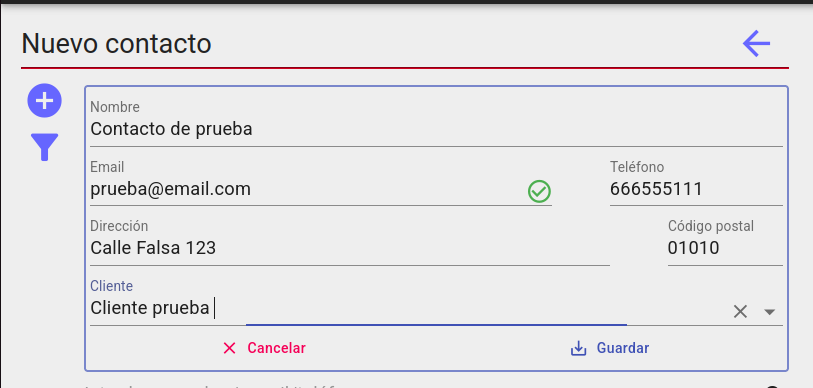 Nuevo contacto
Nombre
Contacto de prueba
Email
Teléfono
prueba@email.com
666555111
Dirección
Código postal
Calle Falsa 123
01010
Cliente
Cliente prueba
Cancelar
Guardar